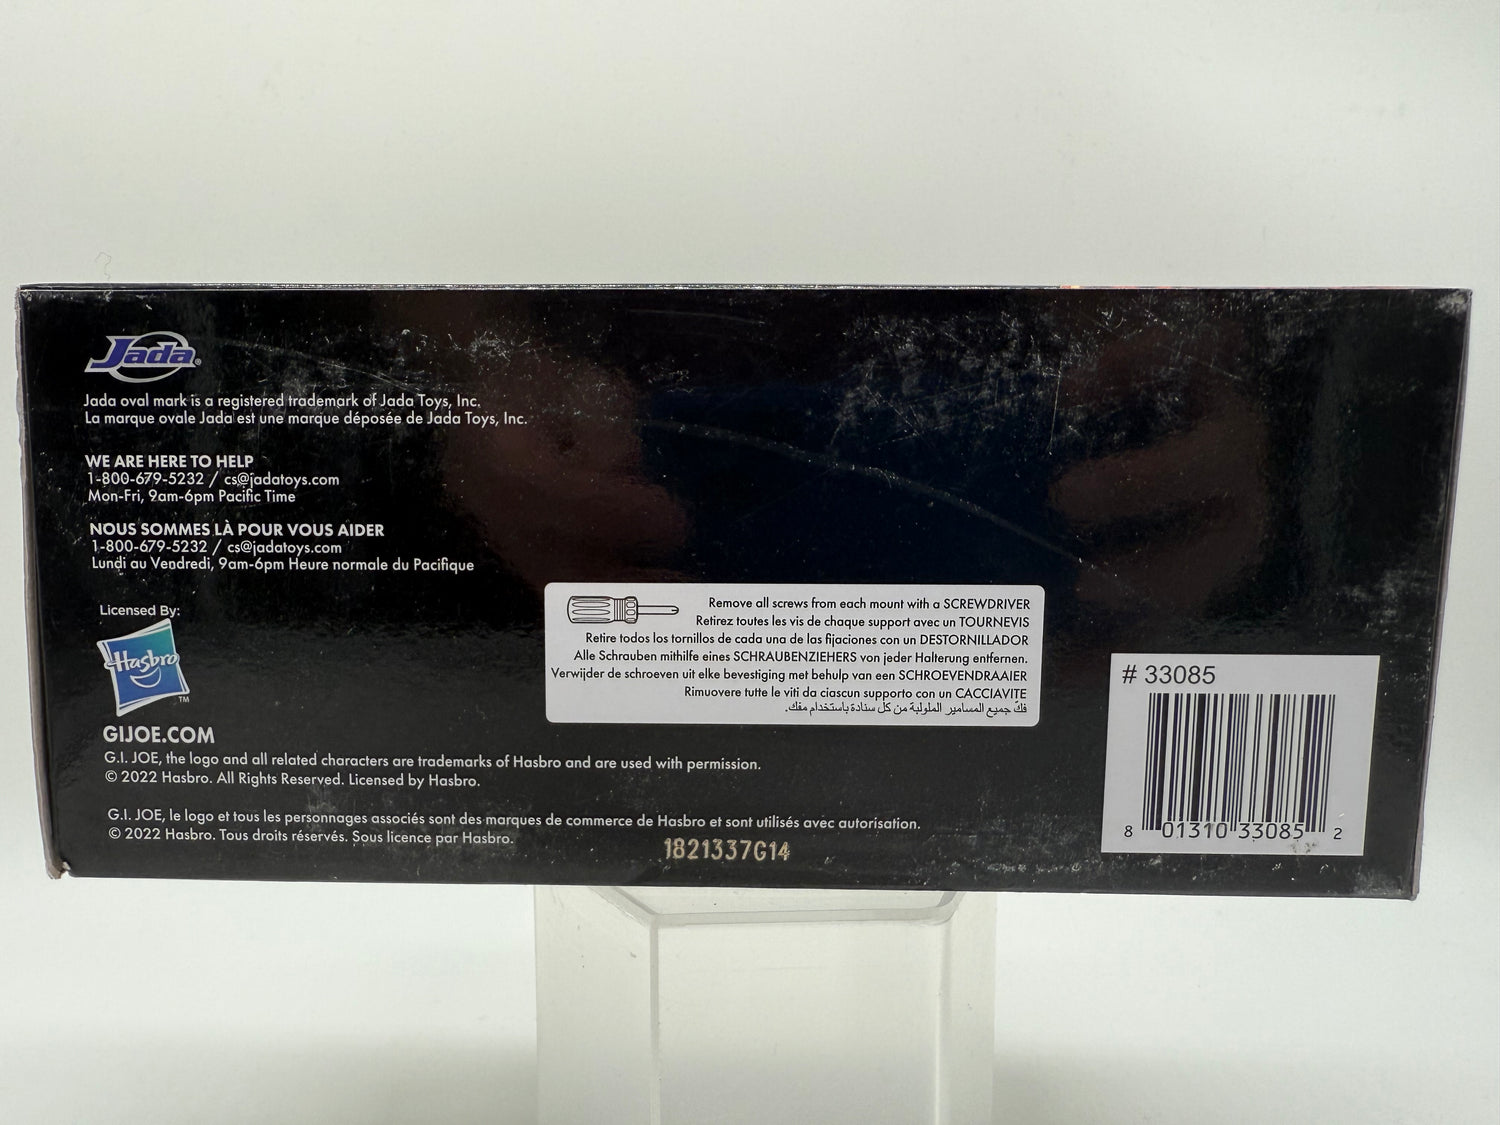 Jada®
Jada oval mark is a registered trademark of Jada Toys, Inc.
La marque ovale Jada est une marque déposée de Jada Toys, Inc.
WE ARE HERE TO HELP
1-800-679-5232 / cs@jadatoys.com
Mon-Fri, 9am-6pm Pacific Time
NOUS SOMMES LÀ POUR VOUS AIDER
1-800-679-5232 / cs@jadatoys.com
Lundi au Vendredi, 9am-6pm Heure normale du Pacifique
Licensed By:
Hasbro
TM
GIJOE.COM
G.I. JOE, the logo and all related characters are trademarks of Hasbro and are used with permission.
© 2022 Hasbro. All Rights Reserved. Licensed by Hasbro.
G.I. JOE, le logo et tous les personnages associés sont des marques de commerce de Hasbro et sont utilisés avec autorisation.
© 2022 Hasbro. Tous droits réservés. Sous licence par Hasbro.
1821337G14
Remove all screws from each mount with a SCREWDRIVER
Retirez toutes les vis de chaque support avec un TOURNEVIS
Retire todos los tornillos de cada una de las fijaciones con un DESTORNILLADOR
Alle Schrauben mithilfe eines SCHRAUBENZIEHERS von jeder Halterung entfernen.
Verwijder de schroeven uit elke bevestiging met behulp van een SCHROEVENDRAAIER
Rimuovere tutte le viti da ciascun supporto con un CACCIAVITE
فكّ جميع المسامير الملولبة من كل سنادة باستخدام مفك.
# 33085
8 01310 33085 2